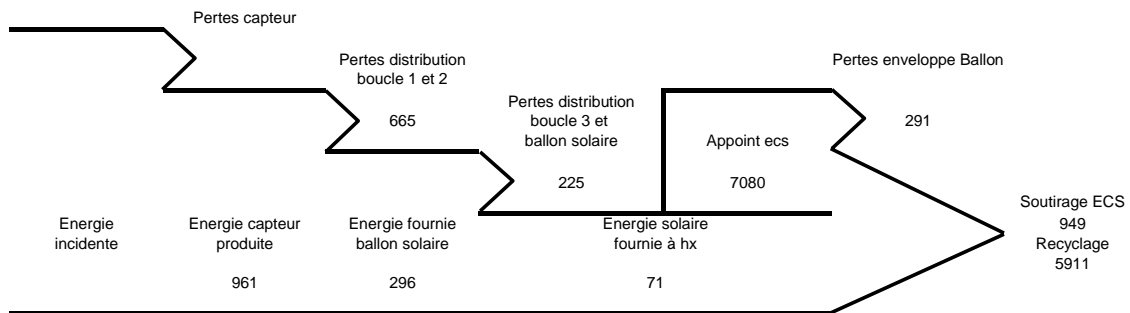 Pertes capteur
Pertes distribution
boucle 1 et 2
665
Pertes distribution
boucle 3 et
ballon solaire
225
Appoint ecs
7080
Pertes enveloppe Ballon
291
Energie
incidente
Energie capteur
produite
961
Energie fournie
ballon solaire
296
Energie solaire
fournie à hx
71
Soutirage ECS
949
Recyclage
5911